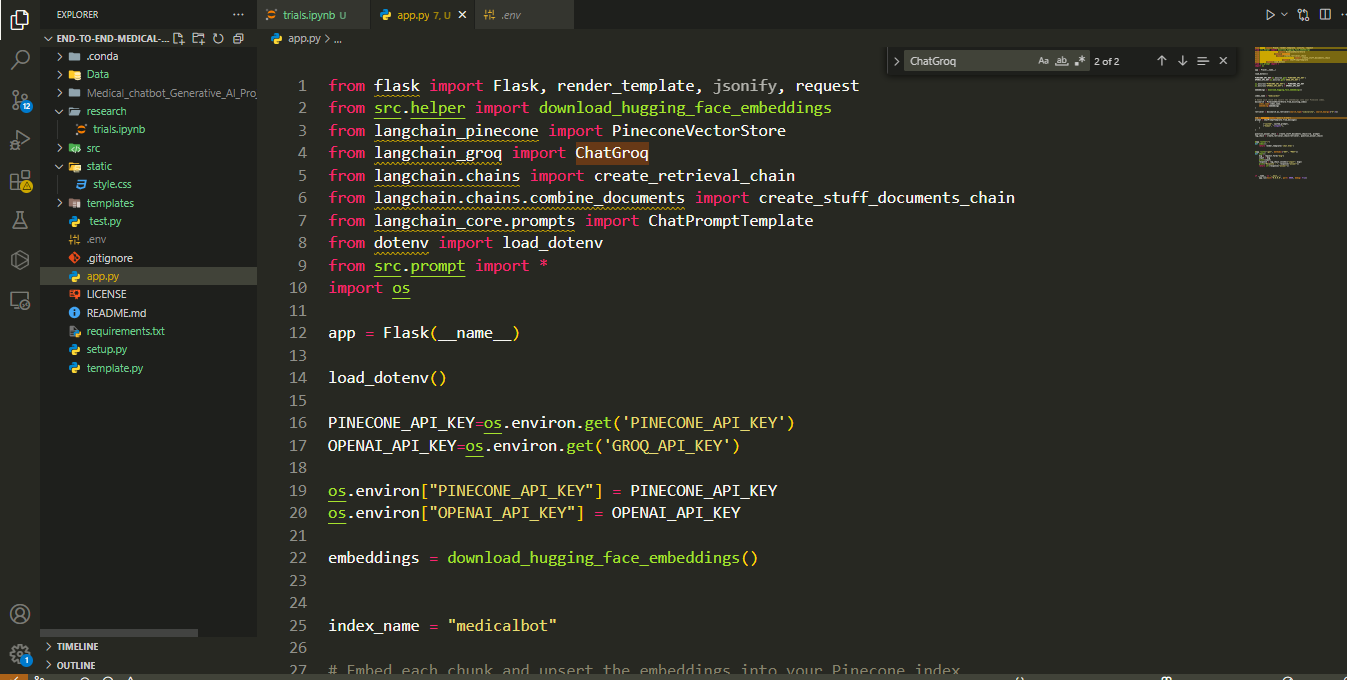 EXPLORER
trials.ipynb U
app.py 7, U
.env
END-TO-END-MEDICAL-...
app.py > ...
.conda
Data
Medical_chatbot_Generative_AI_Pro
research
trials.ipynb
src
static
style.css
templates
test.py
.env
.gitignore
app.py
LICENSE
README.md
requirements.txt
setup.py
template.py
TIMELINE
OUTLINE
12
1
ChatGroq
Aa
ab
2 of 2
1 from flask import Flask, render_template, jsonify, request
2 from src.helper import download_hugging_face_embeddings
3 from langchain_pinecone import PineconeVectorStore
4 from langchain_groq import ChatGroq
5 from langchain.chains import create_retrieval_chain
6 from langchain.chains.combine_documents import create_stuff_documents_chain
7 from langchain_core.prompts import ChatPromptTemplate
8 from dotenv import load_dotenv
9 from src.prompt import *
10 import os
11
12 app = Flask(__name__)
13
14 load_dotenv()
15
16 PINECONE_API_KEY=os.environ.get('PINECONE_API_KEY')
17 OPENAI_API_KEY=os.environ.get('GROQ_API_KEY')
18
19 os.environ["PINECONE_API_KEY"] = PINECONE_API_KEY
20 os.environ["OPENAI_API_KEY"] = OPENAI_API_KEY
21
22 embeddings = download_hugging_face_embeddings()
23
24
25 index_name = "medicalbot"
26
27 # Embed each chunk and upsert the embeddings into your Pinecone index